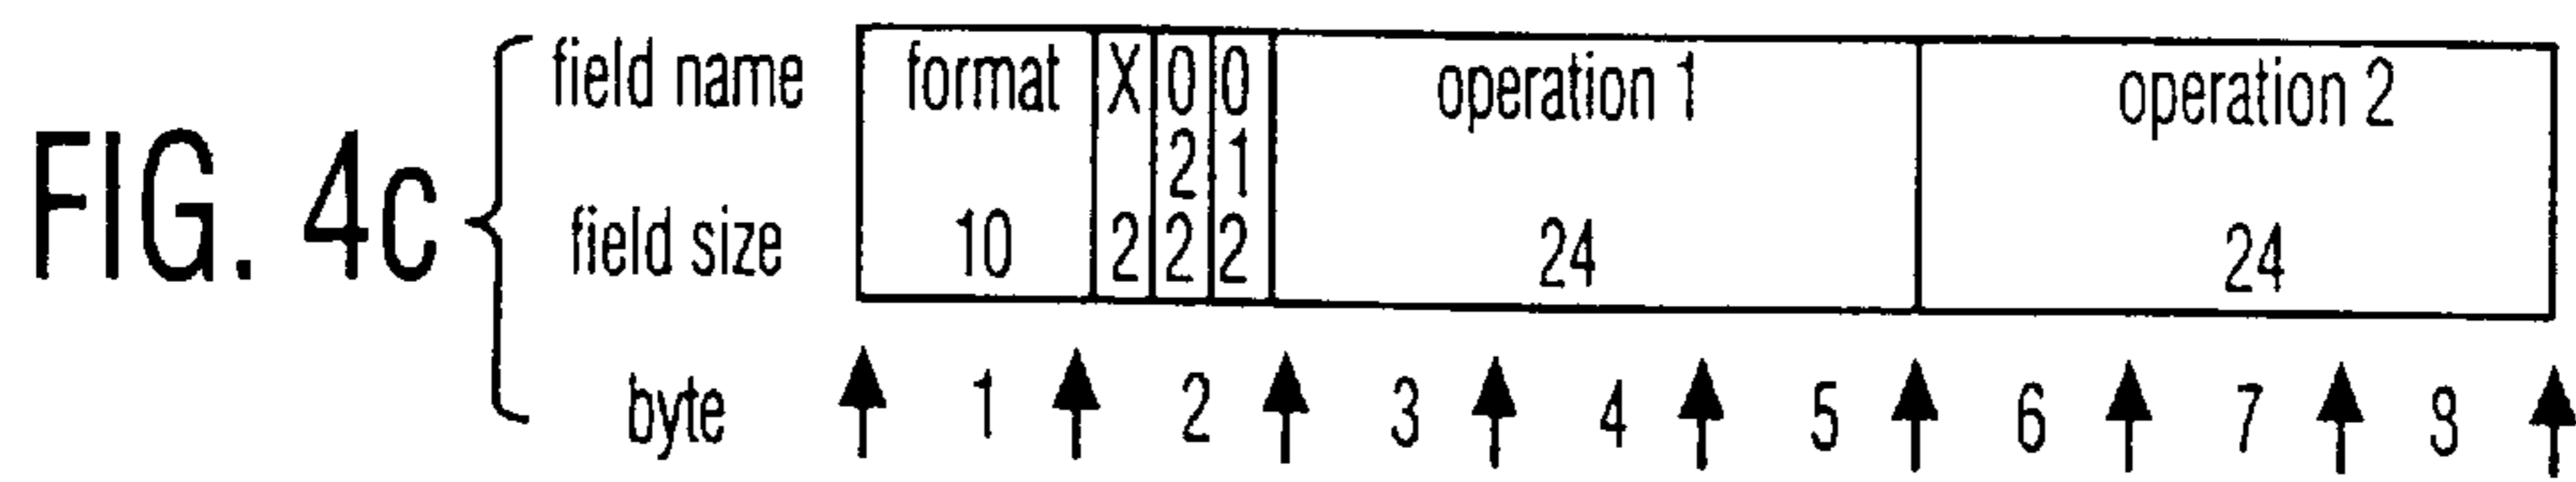 FIG. 4c
field name format X 0 0 operation 1 operation 2
2 1
field size 10 2 2 2 24 24
byte 1 2 3 4 5 6 7 8